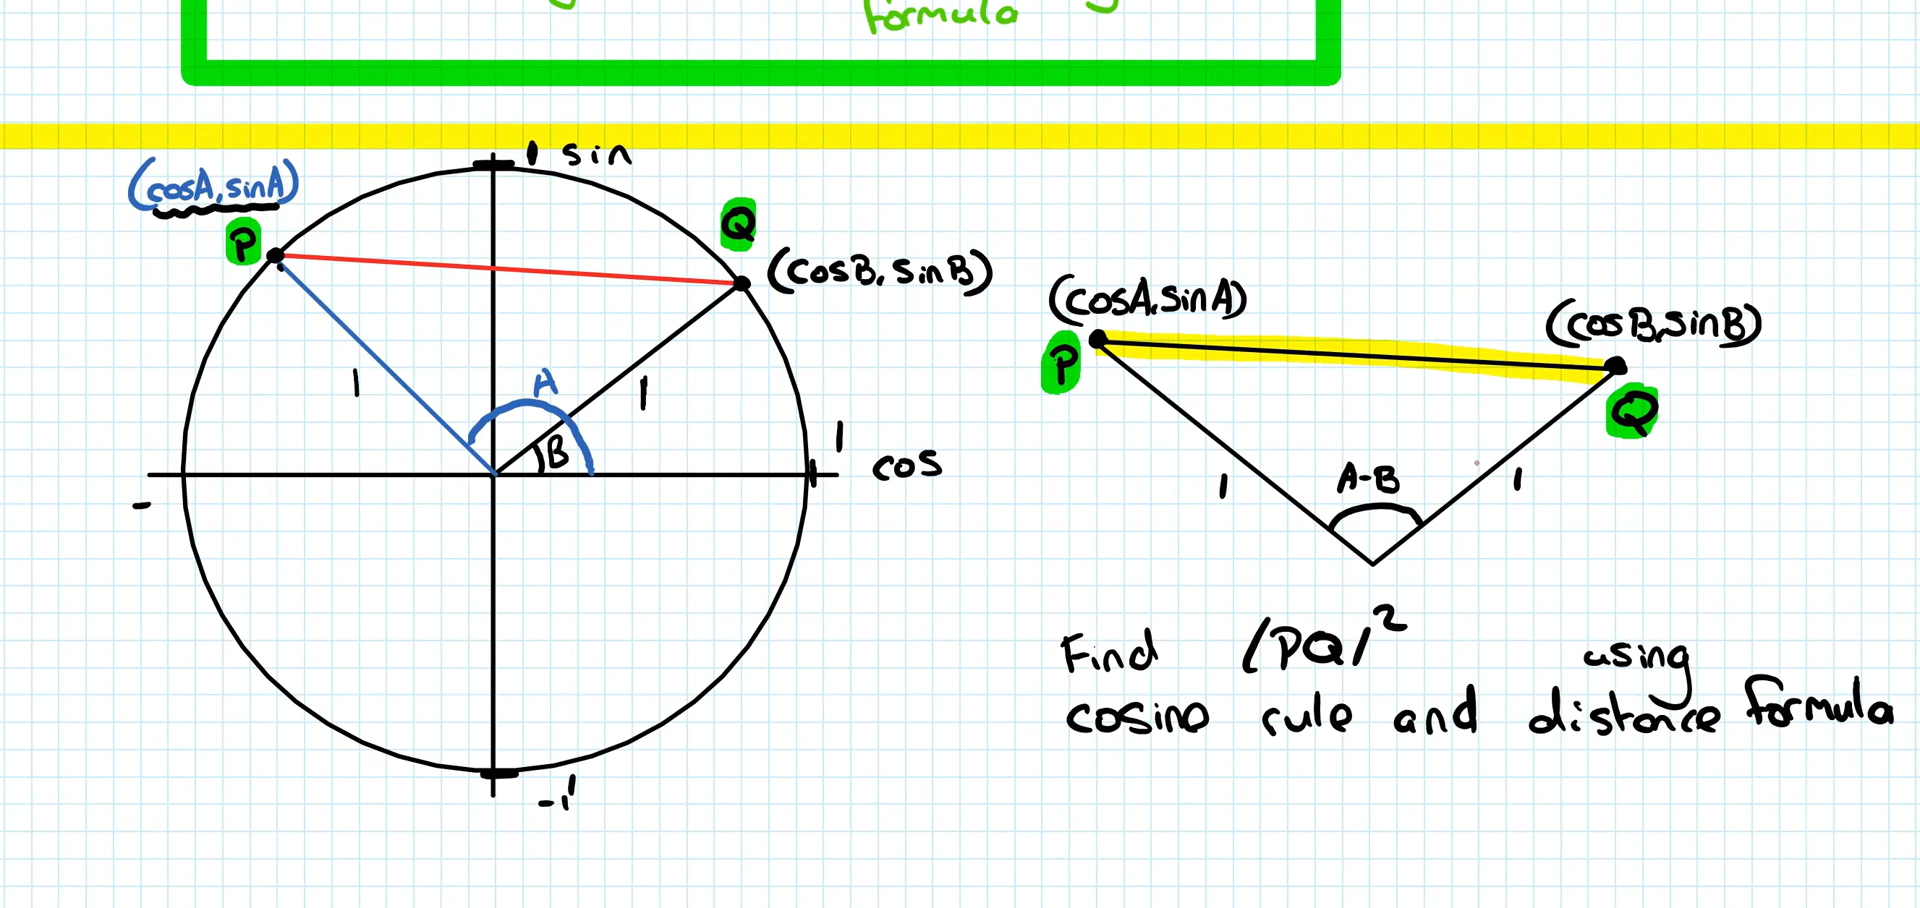 formula
1 sin
(cosA, sinA)
P
Q
(cosB, sinB)
1
1
A
B
1
cos
-
-1
(cosA, sinA)
(cosB, sinB)
P
Q
1
A-B
1
Find |PQ|² using
cosine rule and distance formula